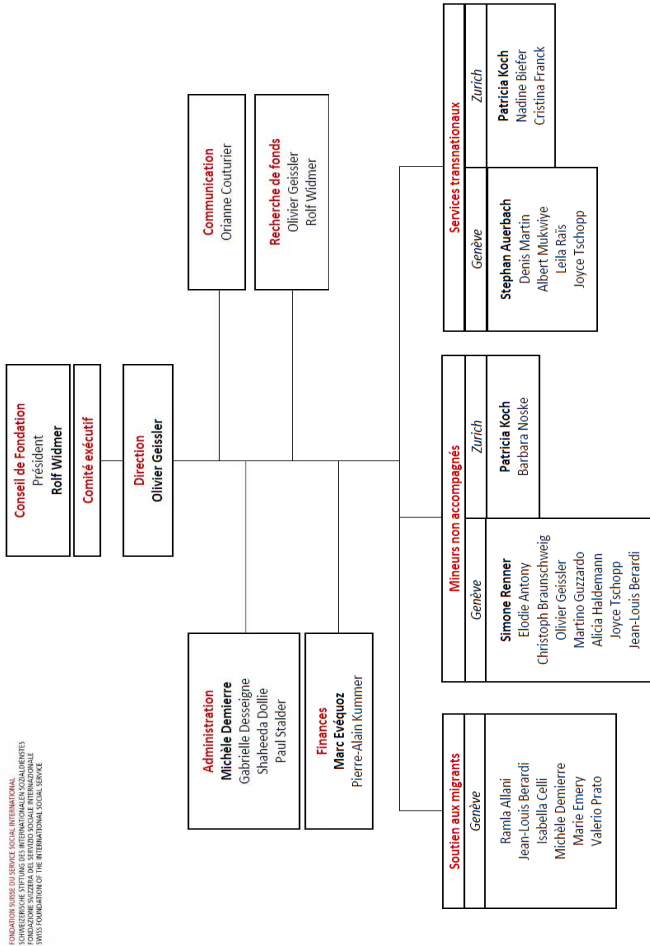 FONDATION SUISSE DU SERVICE SOCIAL INTERNATIONAL
SCHWEIZERISCHE STIFTUNG DES INTERNATIONALEN SOZIALDIENSTES
FONDAZIONE SVIZZERA DEL SERVIZIO SOCIALE INTERNAZIONALE
SWISS FOUNDATION OF THE INTERNATIONAL SOCIAL SERVICE
Conseil de Fondation
Président
Rolf Widmer
Comité exécutif
Direction
Olivier Geissler
Administration
Michèle Demierre
Gabrielle Desseigne
Shaheeda Dollie
Paul Stalder
Communication
Orianne Couturier
Finances
Marc Evéquoz
Pierre-Alain Kummer
Recherche de fonds
Olivier Geissler
Rolf Widmer
Soutien aux migrants
Genève
Ramla Allani
Jean-Louis Berardi
Isabella Celli
Michèle Demierre
Marie Emery
Valerio Prato
Mineurs non accompagnés
Genève
Simone Renner
Elodie Antony
Christoph Braunschweig
Olivier Geissler
Martino Guzzardo
Alicia Haldemann
Joyce Tschopp
Jean-Louis Berardi
Zurich
Patricia Koch
Barbara Noske
Services transnationaux
Genève
Stephan Auerbach
Denis Martin
Albert Mukwiye
Leila Raïs
Joyce Tschopp
Zurich
Patricia Koch
Nadine Biefer
Cristina Franck